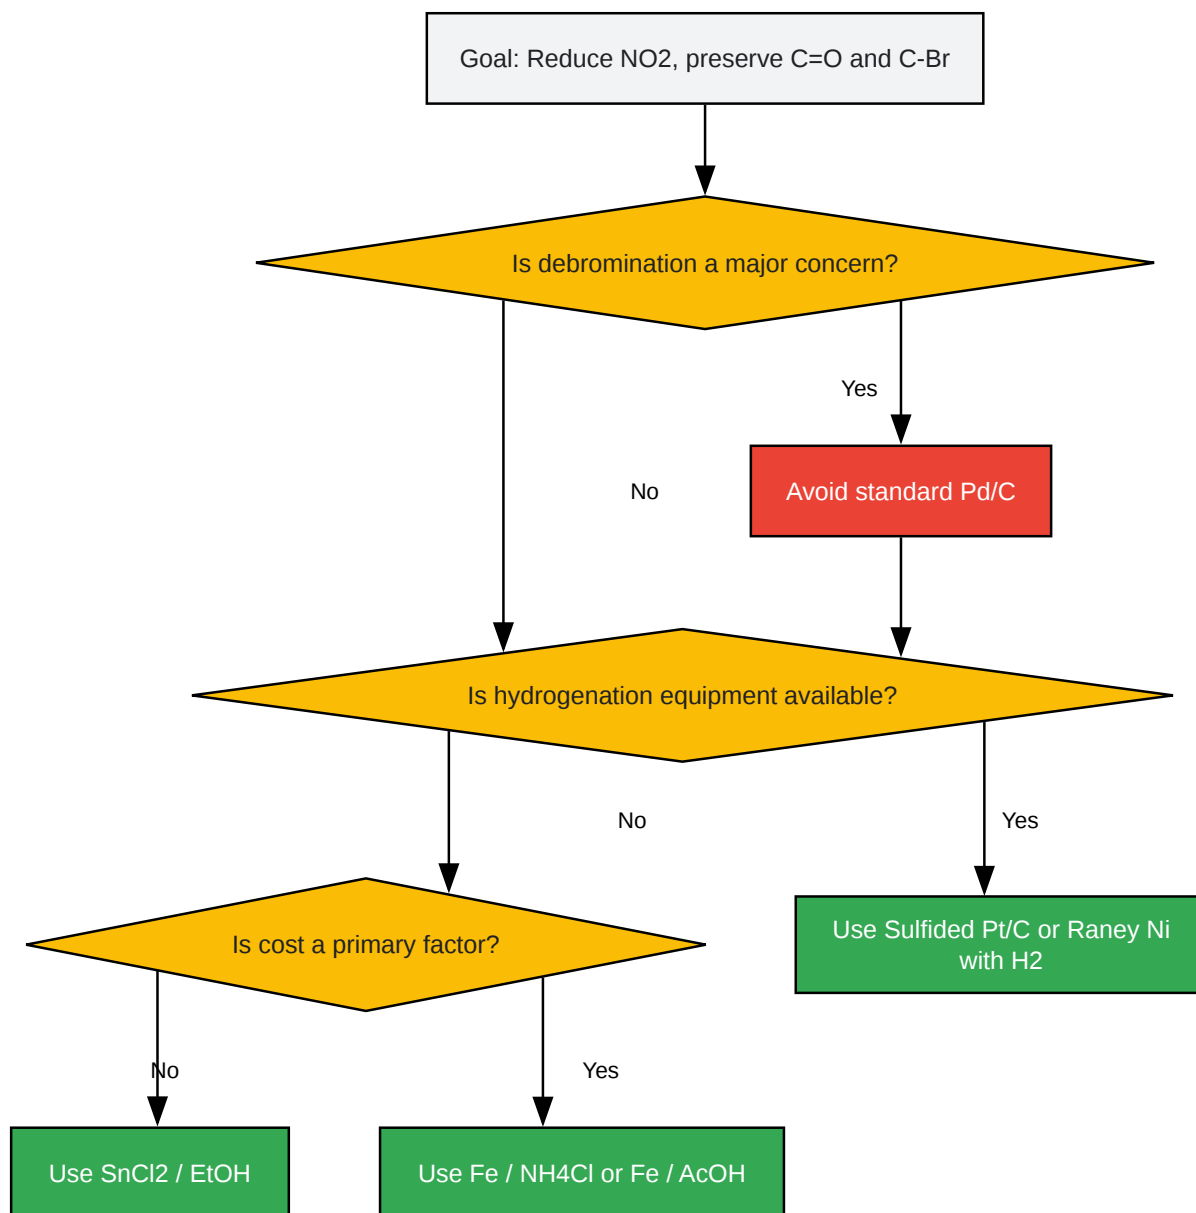 Goal: Reduce NO2, preserve C=O and C-Br
Is debromination a major concern?
Yes
No
Avoid standard Pd/C
Is hydrogenation equipment available?
No
Yes
Is cost a primary factor?
Use Sulfided Pt/C or Raney Ni
with H2
No
Yes
Use SnCl2 / EtOH
Use Fe / NH4Cl or Fe / AcOH